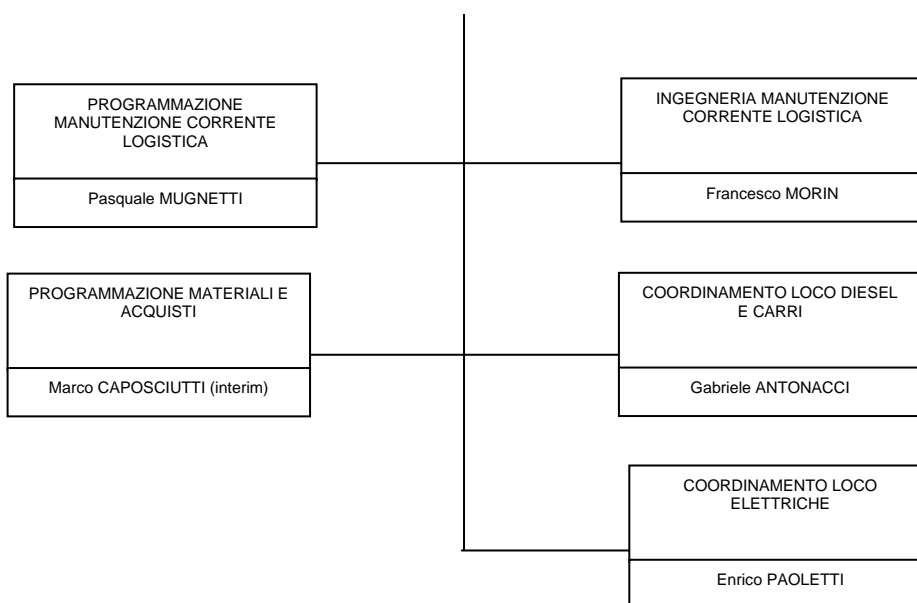 PROGRAMMAZIONE
MANUTENZIONE CORRENTE
LOGISTICA
Pasquale MUGNETTI
INGEGNERIA MANUTENZIONE
CORRENTE LOGISTICA
Francesco MORIN
PROGRAMMAZIONE MATERIALI E
ACQUISTI
Marco CAPOSCIUTTI (interim)
COORDINAMENTO LOCO DIESEL
E CARRI
Gabriele ANTONACCI
COORDINAMENTO LOCO
ELETTRICHE
Enrico PAOLETTI